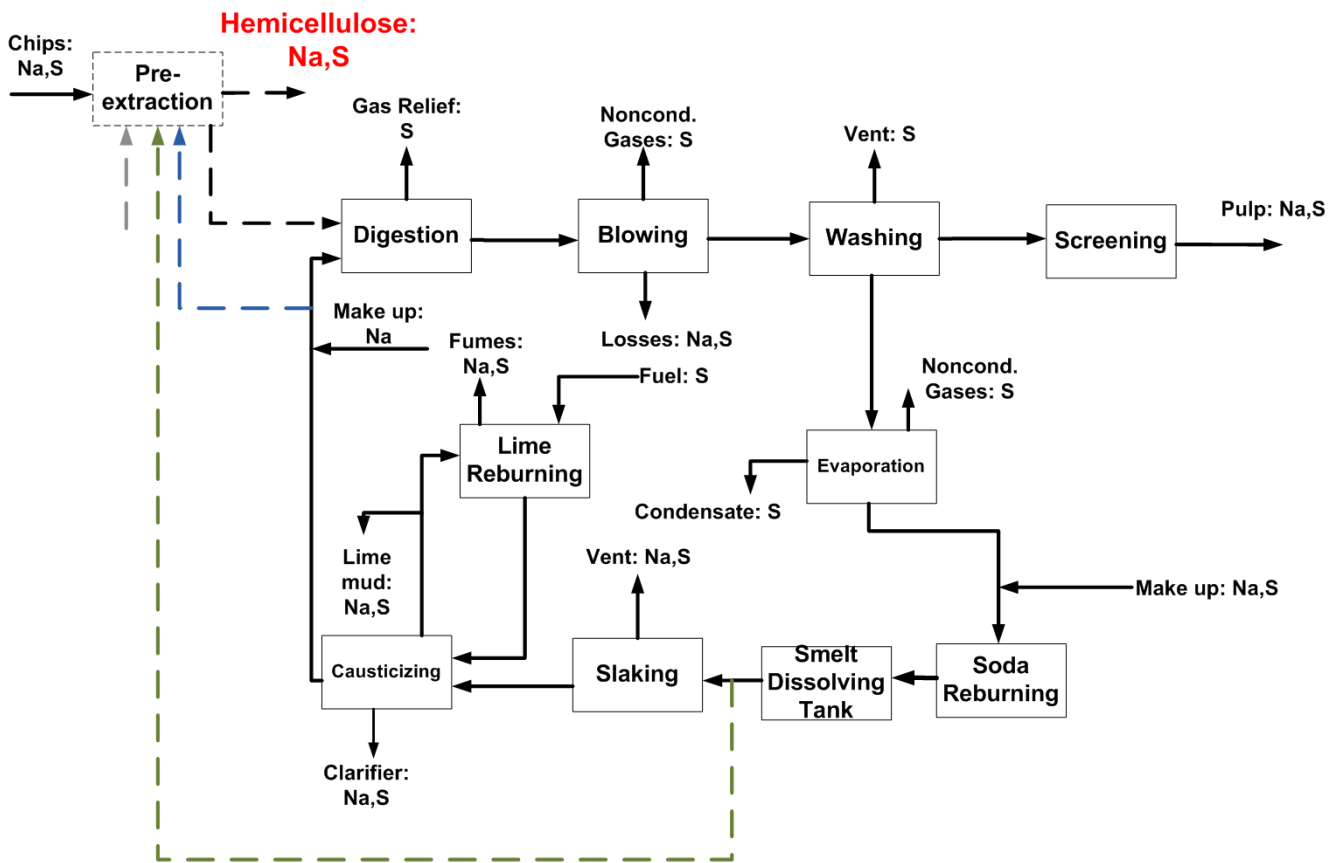 Hemicellulose:
Na,S
Chips:
Na,S
Pre-
extraction
Gas Relief:
S
Noncond.
Gases: S
Vent: S
Digestion
Blowing
Washing
Screening
Pulp: Na,S
Make up:
Na
Fumes:
Na,S
Losses: Na,S
Fuel: S
Noncond.
Gases: S
Lime
Reburning
Evaporation
Condensate: S
Lime
mud:
Na,S
Vent: Na,S
Make up: Na,S
Causticizing
Slaking
Smelt
Dissolving
Tank
Soda
Reburning
Clarifier:
Na,S